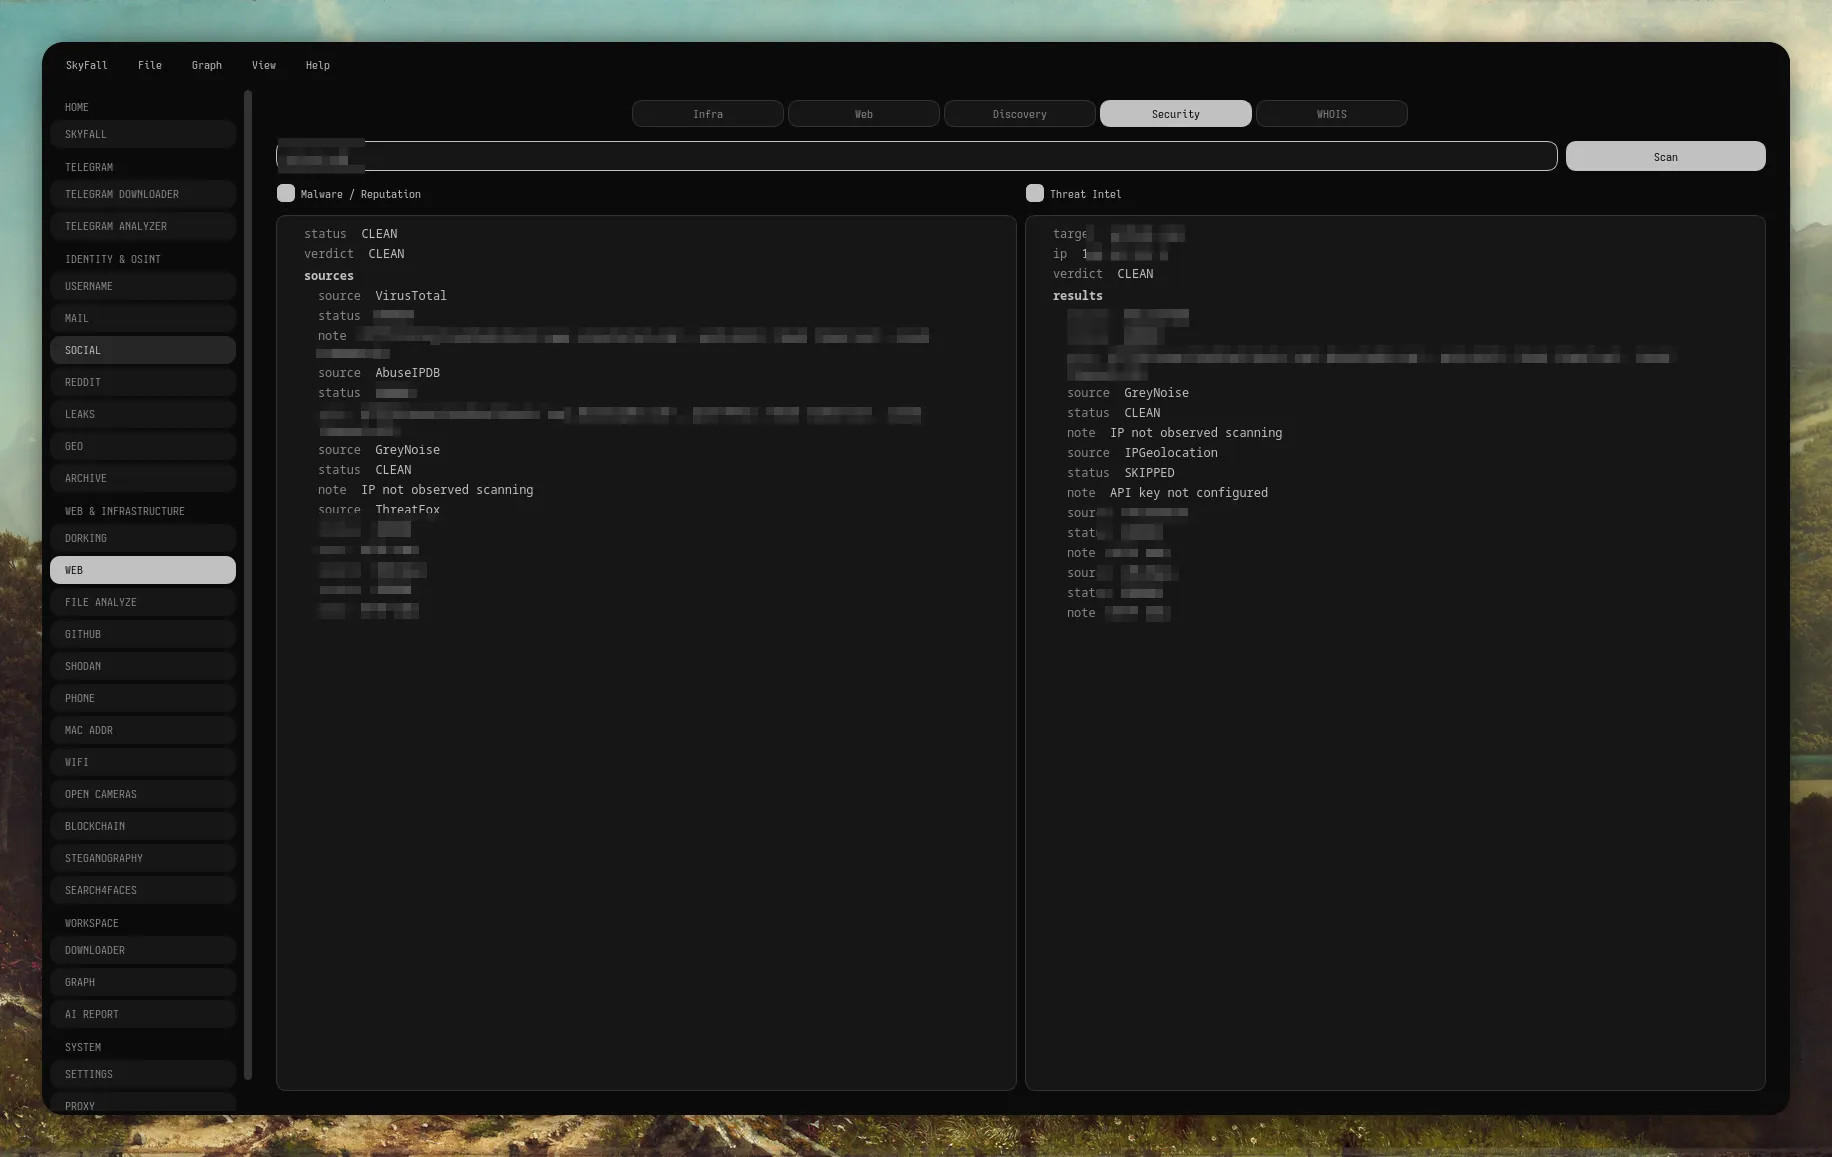 SkyFall File Graph View Help
HOME
SKYFALL
TELEGRAM
TELEGRAM DOWNLOADER
TELEGRAM ANALYZER
IDENTITY & OSINT
USERNAME
MAIL
SOCIAL
REDDIT
LEAKS
GEO
ARCHIVE
WEB & INFRASTRUCTURE
DORKING
WEB
FILE ANALYZE
GITHUB
SHODAN
PHONE
MAC ADDR
WIFI
OPEN CAMERAS
BLOCKCHAIN
STEGANOGRAPHY
SEARCH4FACES
WORKSPACE
DOWNLOADER
GRAPH
AI REPORT
SYSTEM
SETTINGS
PROXY
Infra Web Discovery Security WHOIS
Scan
Malware / Reputation
status CLEAN
verdict CLEAN
sources
source VirusTotal
status
note
source AbuseIPDB
status
source GreyNoise
status CLEAN
note IP not observed scanning
source ThreatFox
Threat Intel
ip
verdict CLEAN
results
source GreyNoise
status CLEAN
note IP not observed scanning
source IPGeolocation
status SKIPPED
note API key not configured
note
note